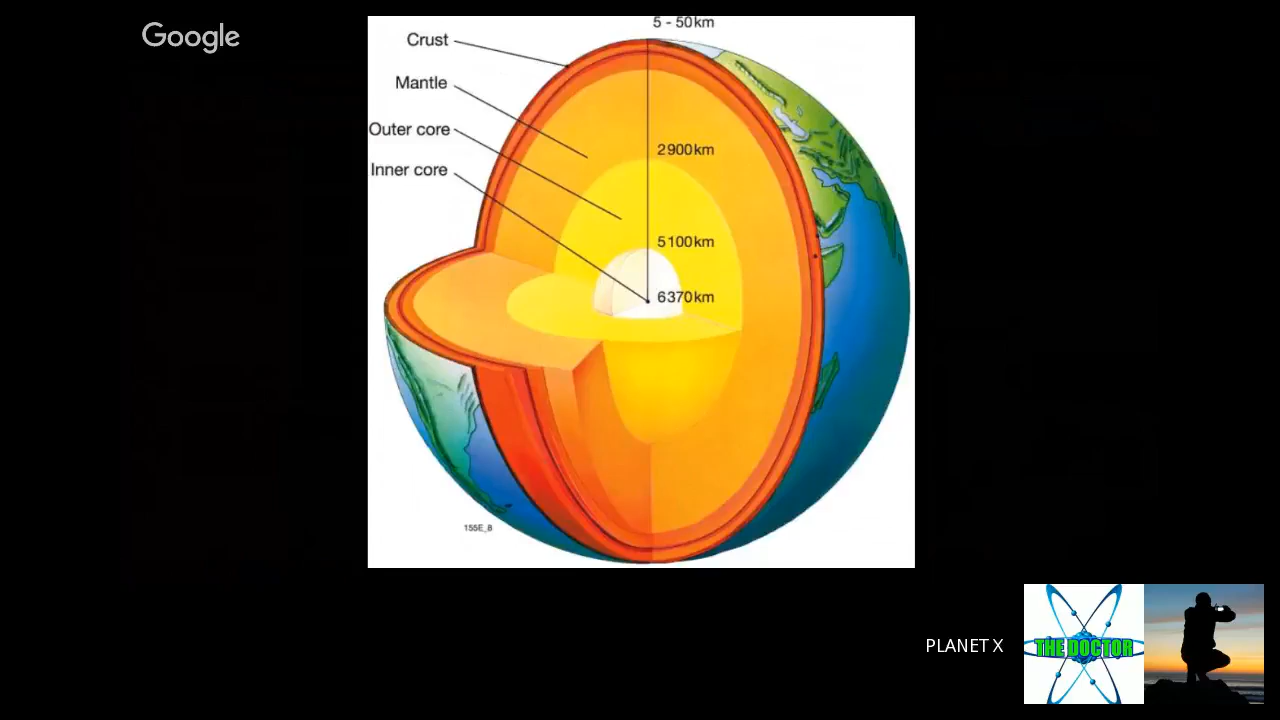 Google
5 - 50km
Crust
Mantle
2900km
Outer core
Inner core
5100km
6370km
155E_8
PLANET X
THE DOCTOR